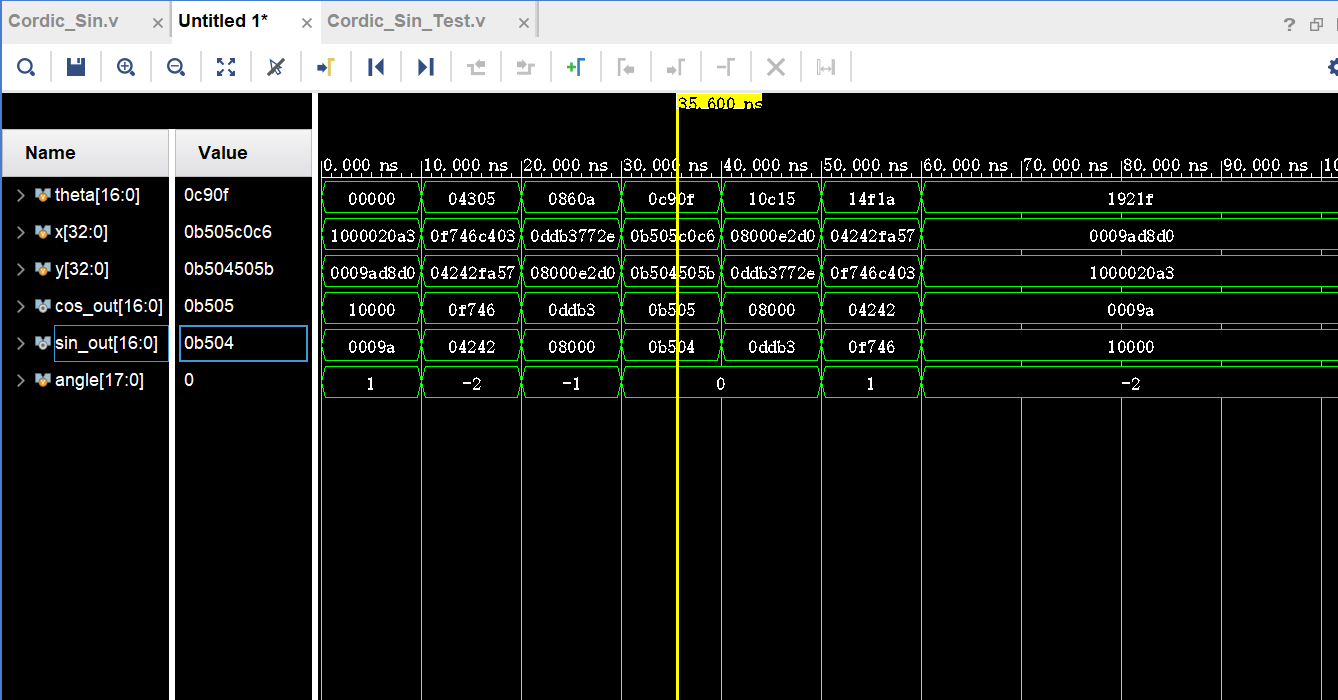 Cordic_Sin.v × Untitled 1* × Cordic_Sin_Test.v × ?
35.600 ns
Name Value
0.000 ns 10.000 ns 20.000 ns 30.000 ns 40.000 ns 50.000 ns 60.000 ns 70.000 ns 80.000 ns 90.000 ns 10
theta[16:0] 0c90f 00000 04305 0860a 0c90f 10c15 14f1a 1921f
x[32:0] 0b505c0c6 1000020a3 0f746c403 0ddb3772e 0b505c0c6 08000e2d0 04242fa57 0009ad8d0
y[32:0] 0b504505b 0009ad8d0 04242fa57 08000e2d0 0b504505b 0ddb3772e 0f746c403 1000020a3
cos_out[16:0] 0b505 10000 0f746 0ddb3 0b505 08000 04242 0009a
sin_out[16:0] 0b504 0009a 04242 08000 0b504 0ddb3 0f746 10000
angle[17:0] 0 1 -2 -1 0 1 -2